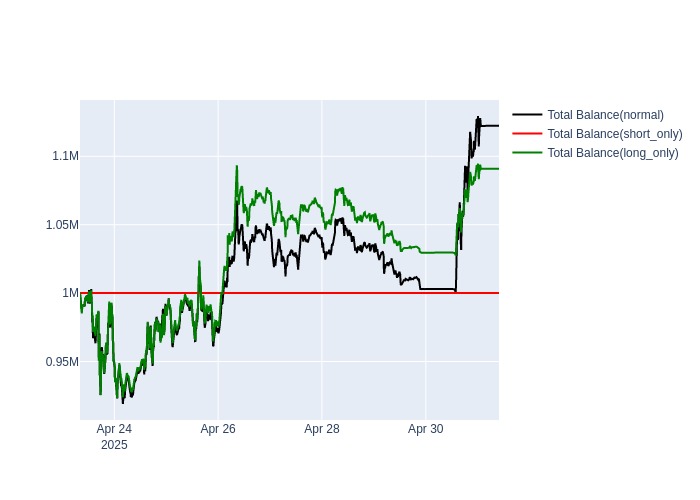 Total Balance(normal)
Total Balance(short_only)
Total Balance(long_only)
1.1M
1.05M
1M
0.95M
Apr 24
2025
Apr 26
Apr 28
Apr 30